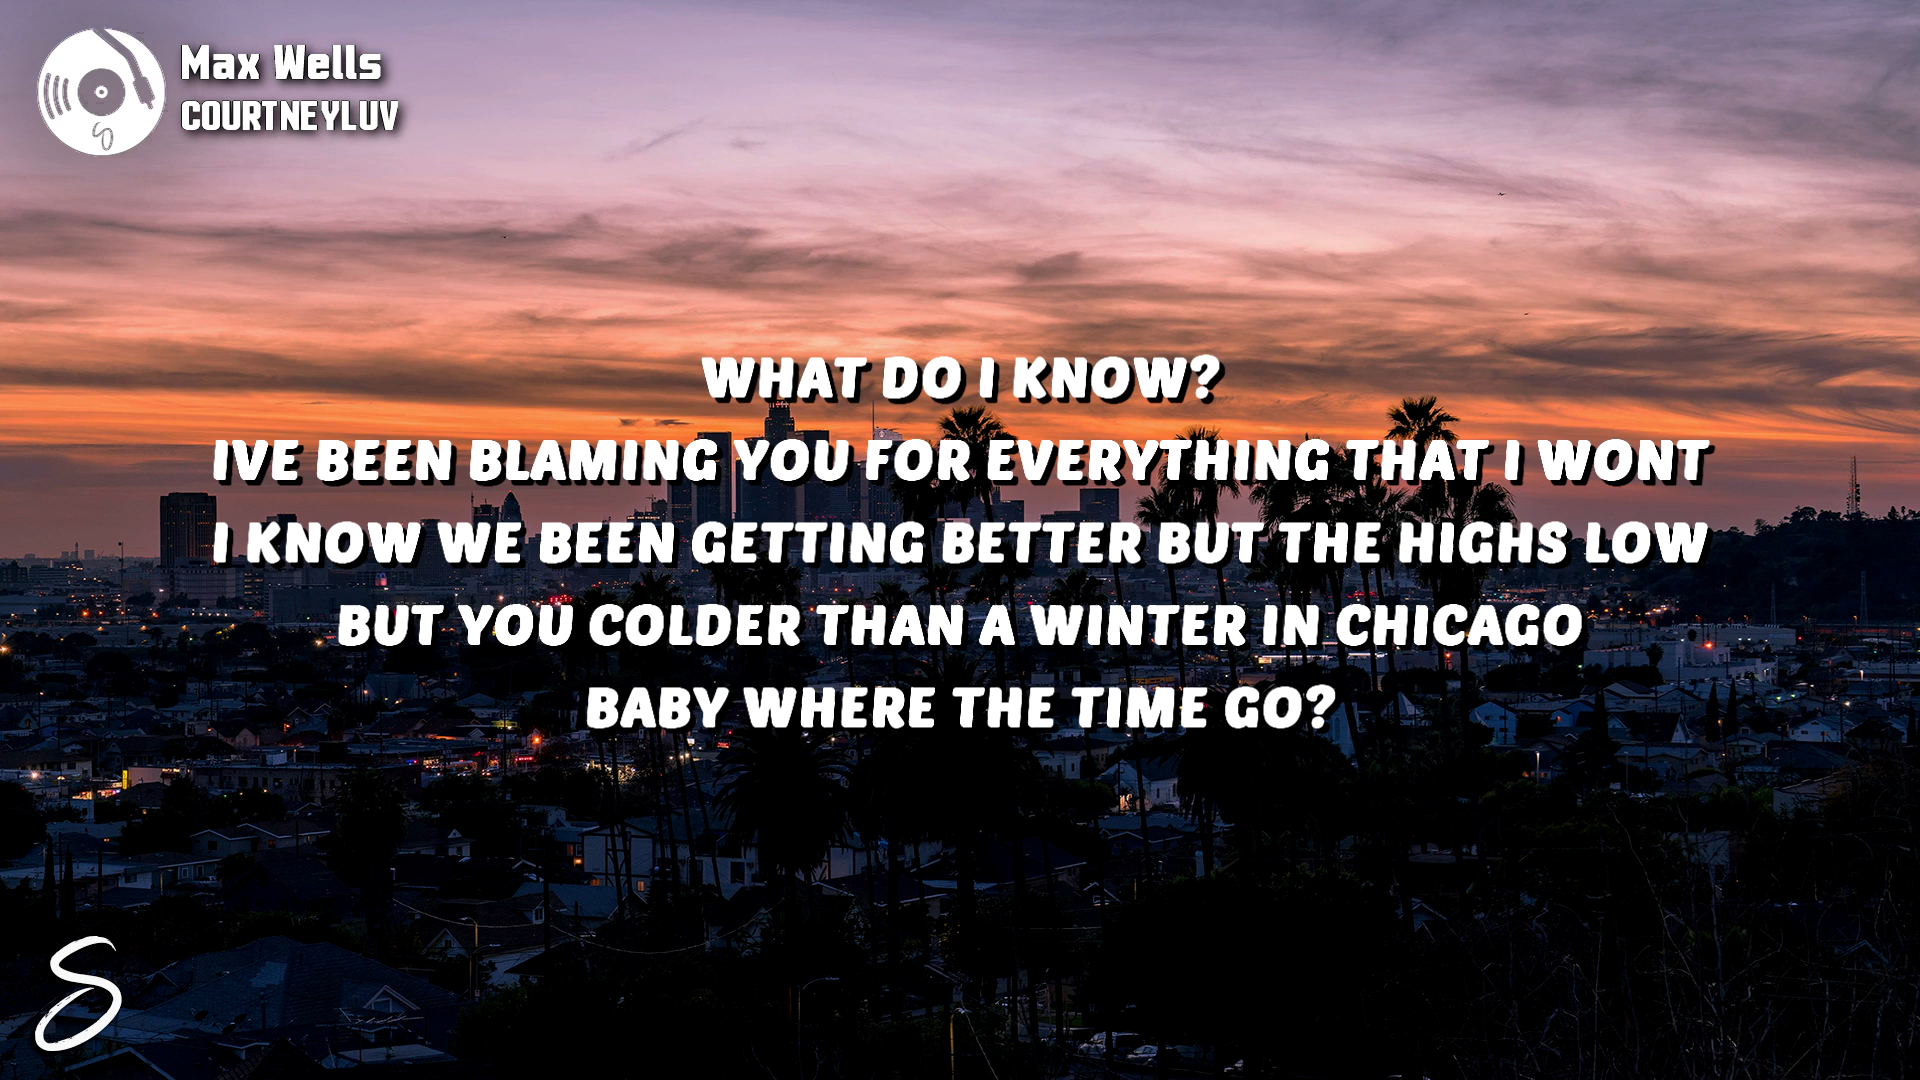 Max Wells
COURTNEYLUV
WHAT DO I KNOW?
IVE BEEN BLAMING YOU FOR EVERYTHING THAT I WONT
I KNOW WE BEEN GETTING BETTER BUT THE HIGHS LOW
BUT YOU COLDER THAN A WINTER IN CHICAGO
BABY WHERE THE TIME GO?
S